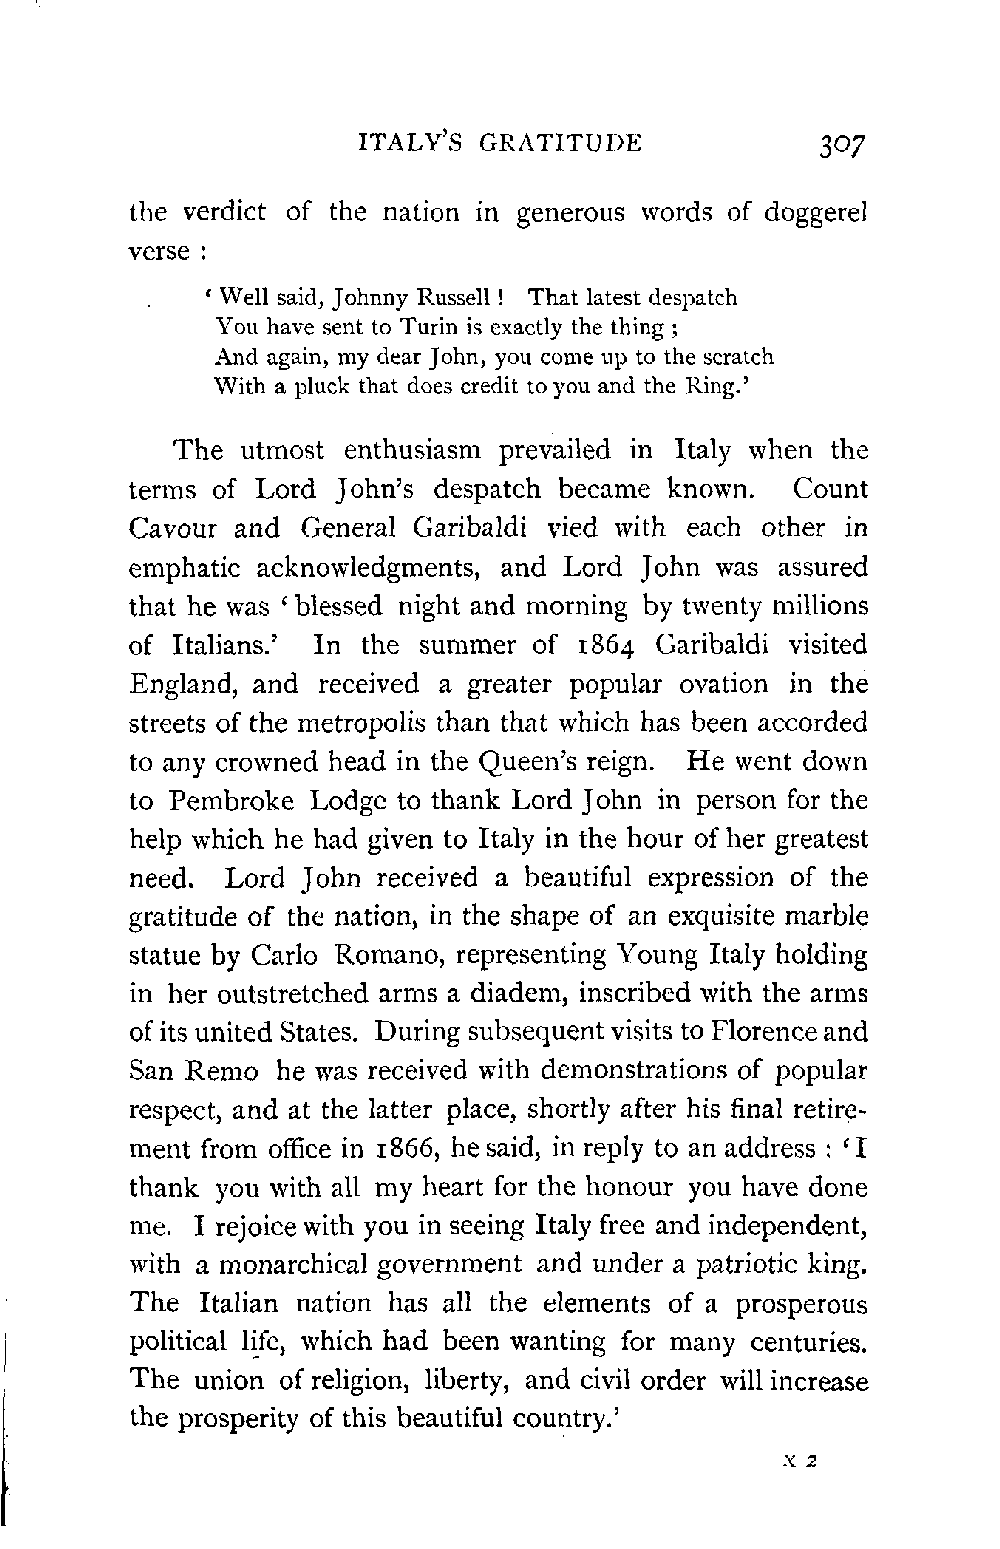 ITALY'S GRATITUDE 307
the verdict of the nation in generous words of doggerel
verse :
‘ Well said, Johnny Russell ! That latest despatch
You have sent to Turin is exactly the thing ;
And again, my dear John, you come up to the scratch
With a pluck that does credit to you and the Ring.’
The utmost enthusiasm prevailed in Italy when the
terms of Lord John's despatch became known. Count
Cavour and General Garibaldi vied with each other in
emphatic acknowledgments, and Lord John was assured
that he was ‘ blessed night and morning by twenty millions
of Italians.’ In the summer of 1864 Garibaldi visited
England, and received a greater popular ovation in the
streets of the metropolis than that which has been accorded
to any crowned head in the Queen's reign. He went down
to Pembroke Lodge to thank Lord John in person for the
help which he had given to Italy in the hour of her greatest
need. Lord John received a beautiful expression of the
gratitude of the nation, in the shape of an exquisite marble
statue by Carlo Romano, representing Young Italy holding
in her outstretched arms a diadem, inscribed with the arms
of its united States. During subsequent visits to Florence and
San Remo he was received with demonstrations of popular
respect, and at the latter place, shortly after his final retire-
ment from office in 1866, he said, in reply to an address : ‘ I
thank you with all my heart for the honour you have done
me. I rejoice with you in seeing Italy free and independent,
with a monarchical government and under a patriotic king.
The Italian nation has all the elements of a prosperous
political life, which had been wanting for many centuries.
The union of religion, liberty, and civil order will increase
the prosperity of this beautiful country.’
X 2